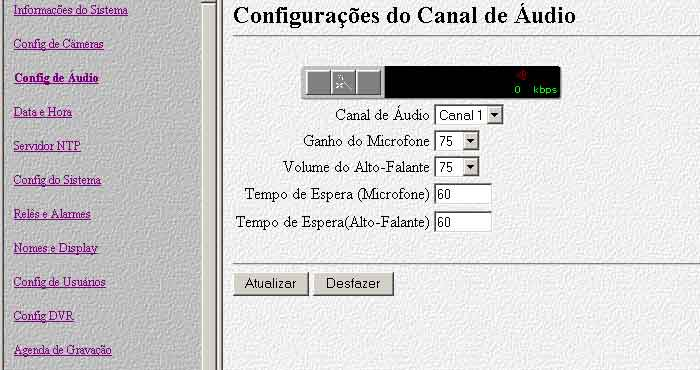 Informações do Sistema
Config de Câmeras
Config de Áudio
Data e Hora
Servidor NTP
Config do Sistema
Relês e Alarmes
Nomes e Display
Config de Usuários
Config DVR
Agenda de Gravação
Configurações do Canal de Áudio
0 kbps
Canal de Áudio Canal 1
Ganho do Microfone 75
Volume do Alto-Falante 75
Tempo de Espera (Microfone) 60
Tempo de Espera(Alto-Falante) 60
Atualizar Desfazer